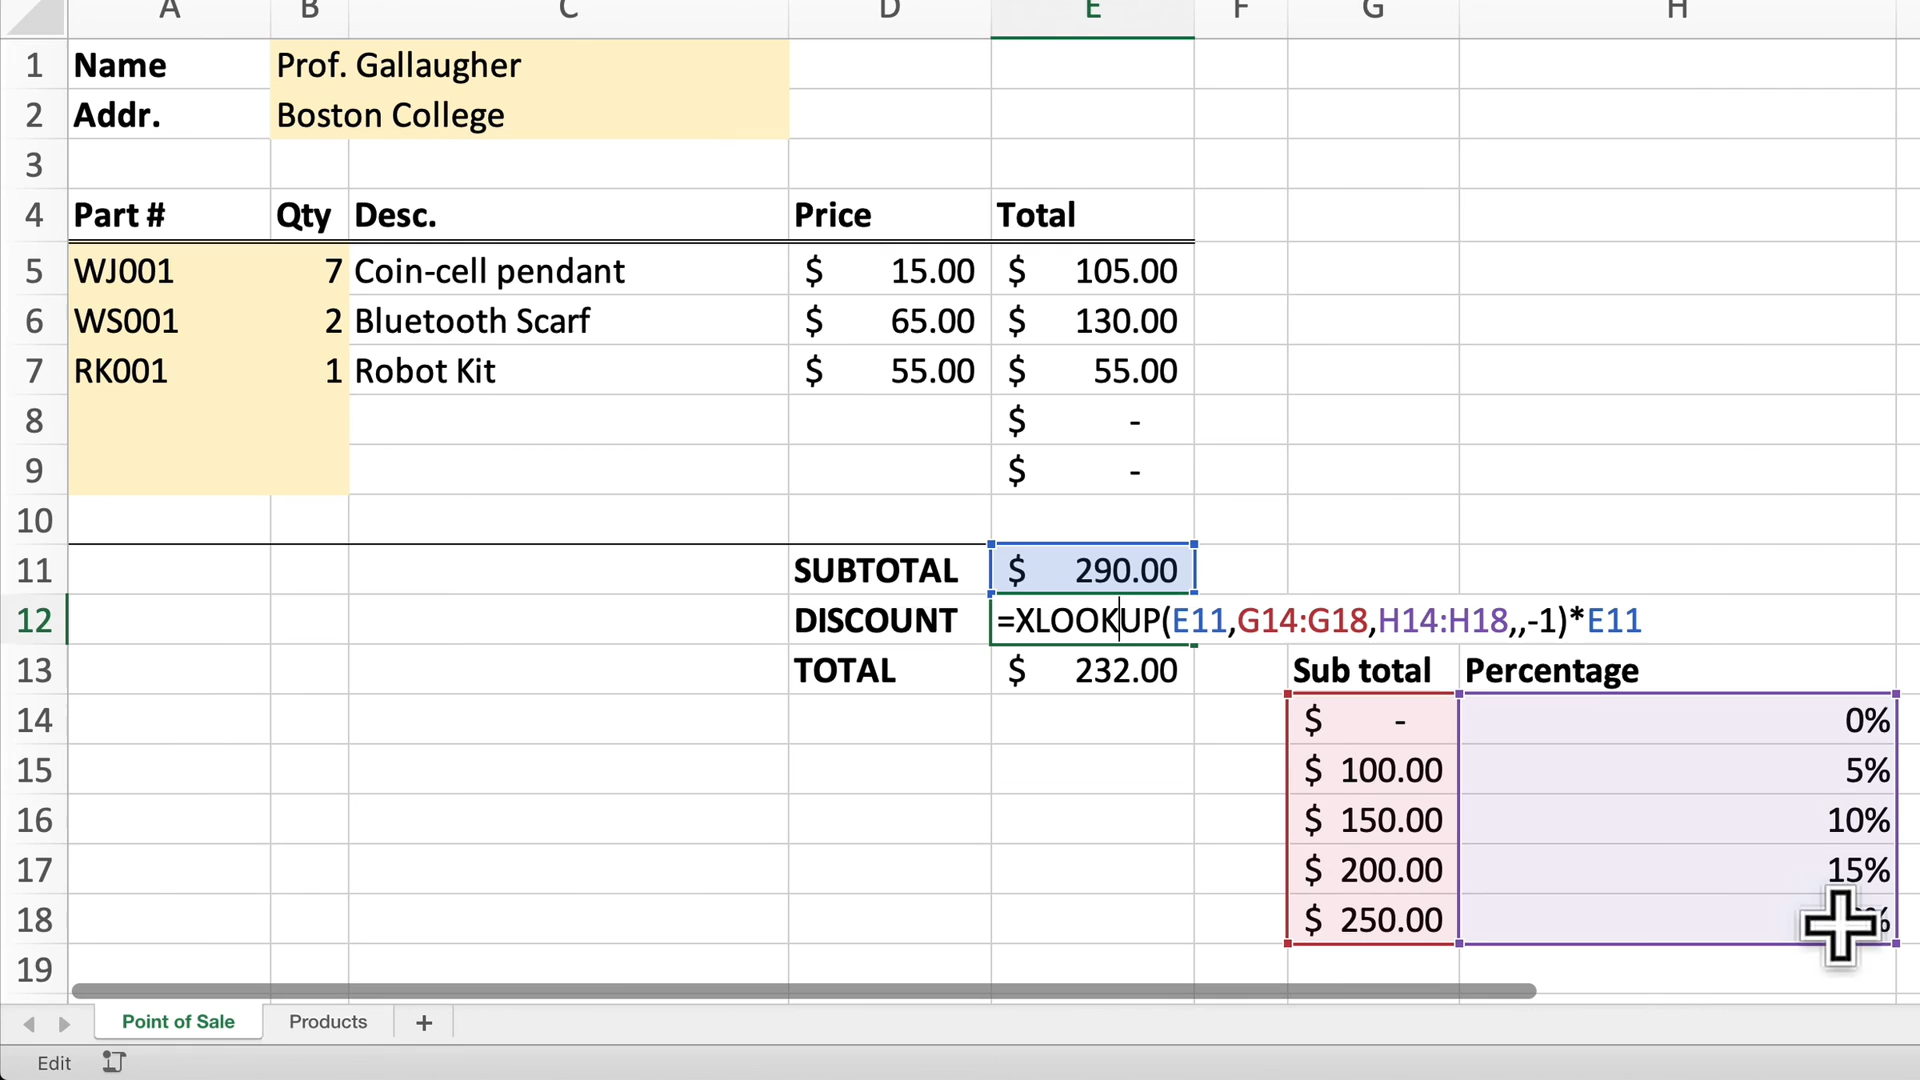 A B C D E F G H
1 Name Prof. Gallaugher
2 Addr. Boston College
3
4 Part # Qty Desc. Price Total
5 WJ001 7 Coin-cell pendant $ 15.00 $ 105.00
6 WS001 2 Bluetooth Scarf $ 65.00 $ 130.00
7 RK001 1 Robot Kit $ 55.00 $ 55.00
8 $ -
9 $ -
10
11 SUBTOTAL $ 290.00
12 DISCOUNT =XLOOKUP(E11,G14:G18,H14:H18,,-1)*E11
13 TOTAL $ 232.00 Sub total Percentage
14 $ - 0%
15 $ 100.00 5%
16 $ 150.00 10%
17 $ 200.00 15%
18 $ 250.00
19
Point of Sale Products +
Edit